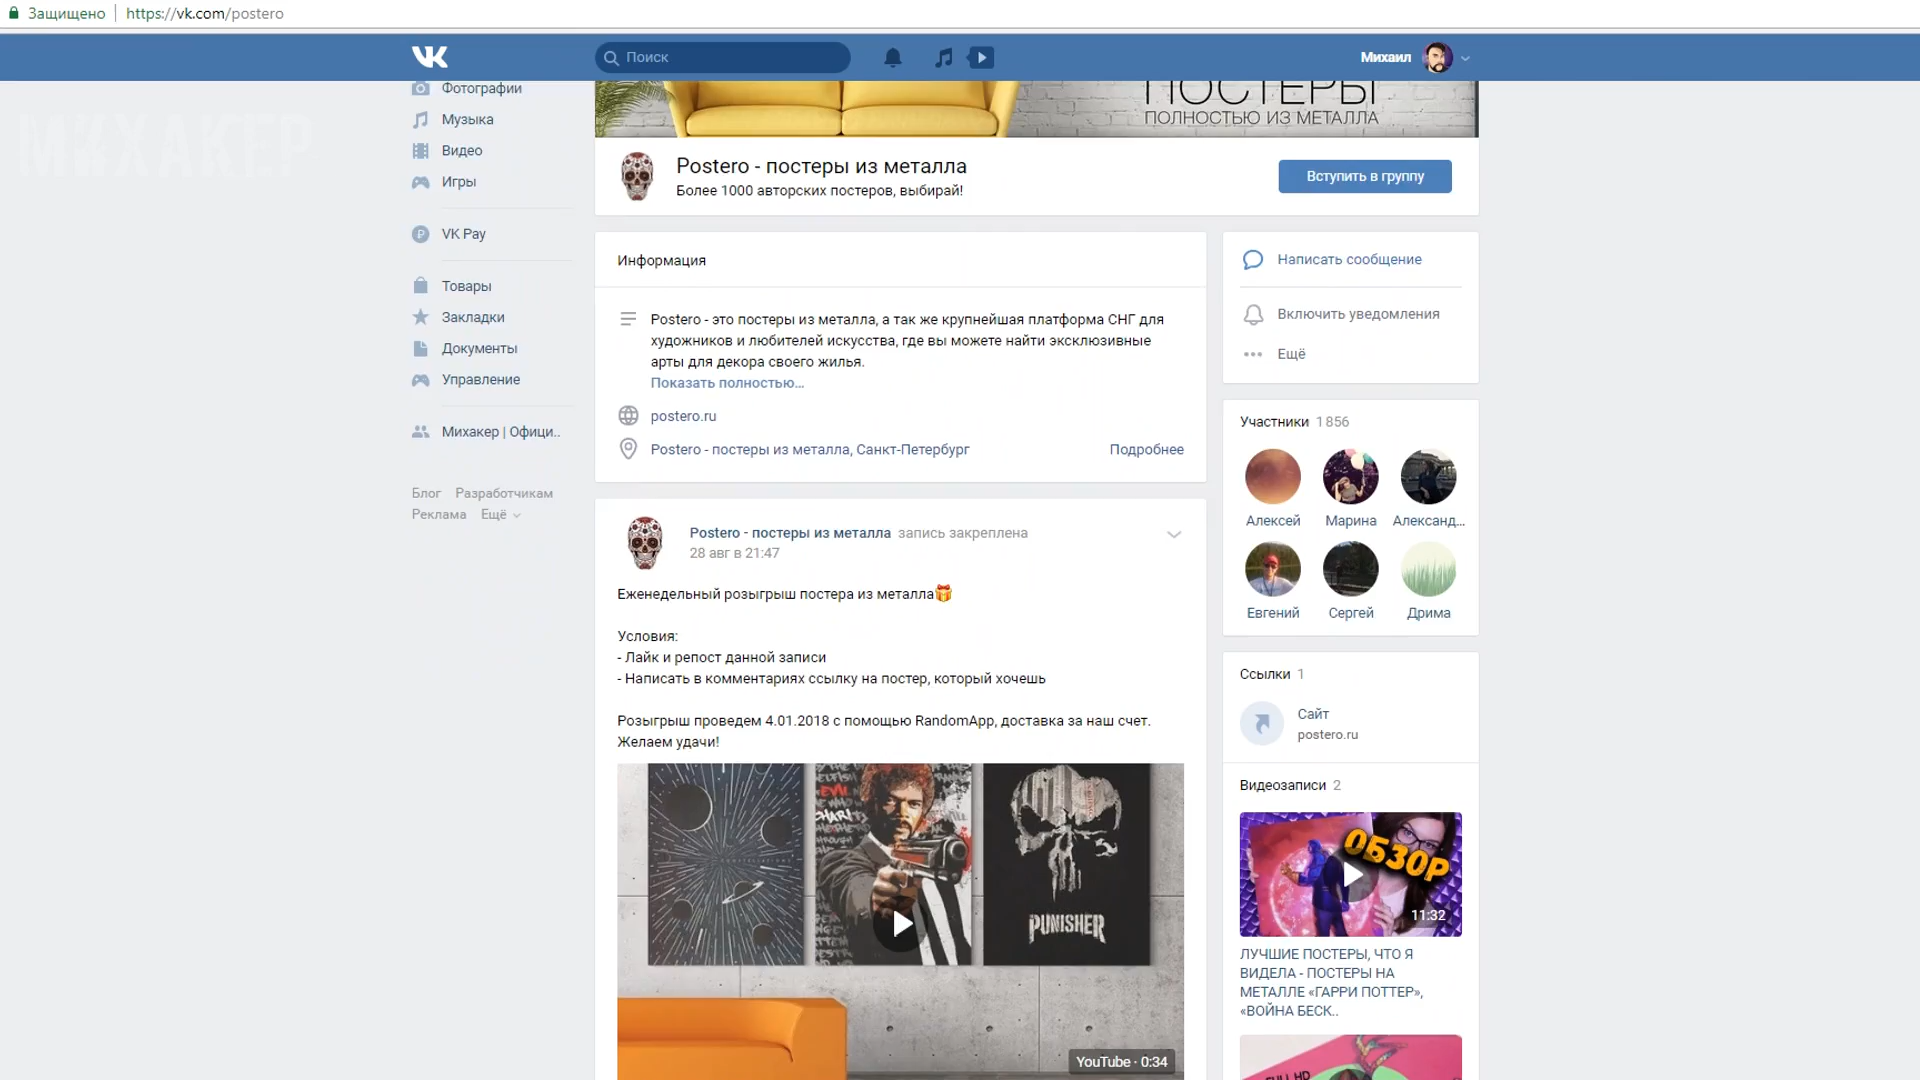 Защищено
https://vk.com/postero
Поиск
Михаил
МИХАКЕР
Фотографии
Музыка
Видео
Игры
VK Pay
Товары
Закладки
Документы
Управление
Михакер | Офици..
Блог Разработчикам
Реклама Ещё
ПОСТЕРЫ
ПОЛНОСТЬЮ ИЗ МЕТАЛЛА
Postero - постеры из металла
Более 1000 авторских постеров, выбирай!
Вступить в группу
Информация
Postero - это постеры из металла, а так же крупнейшая платформа СНГ для
художников и любителей искусства, где вы можете найти эксклюзивные
арты для декора своего жилья.
Показать полностью...
postero.ru
Postero - постеры из металла, Санкт-Петербург
Подробнее
Postero - постеры из металла запись закреплена
28 авг в 21:47
Еженедельный розыгрыш постера из металла🎁
Условия:
- Лайк и репост данной записи
- Написать в комментариях ссылку на постер, который хочешь
Розыгрыш проведем 4.01.2018 с помощью RandomApp, доставка за наш счет.
Желаем удачи!
PUNISHER
YouTube · 0:34
Написать сообщение
Включить уведомления
Ещё
Участники 1 856
Алексей Марина Александ...
Евгений Сергей Дрима
Ссылки 1
Сайт
postero.ru
Видеозаписи 2
ОБЗОР
11:32
ЛУЧШИЕ ПОСТЕРЫ, ЧТО Я
ВИДЕЛА - ПОСТЕРЫ НА
МЕТАЛЛЕ «ГАРРИ ПОТТЕР»,
«ВОЙНА БЕСК..
FULL HD